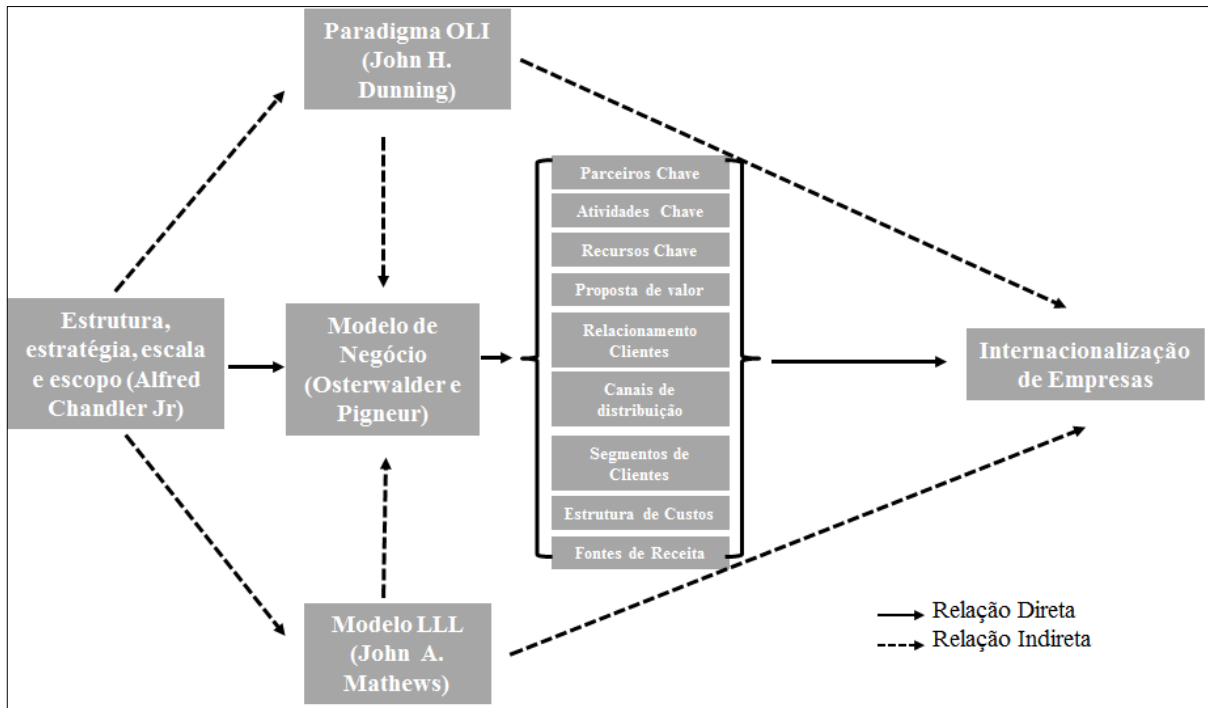 Paradigma OLI
(John H.
Dunning)
Parceiros Chave
Atividades Chave
Recursos Chave
Proposta de valor
Relacionamento
Clientes
Canais de
distribuição
Segmentos de
Clientes
Estrutura de Custos
Fontes de Receita
Estrutura,
estratégia, escala
e escopo (Alfred
Chandler Jr)
Modelo de
Negócio
(Osterwalder e
Pigneur)
Internacionalização
de Empresas
Modelo LLL
(John A.
Mathews)
Relação Direta
Relação Indireta